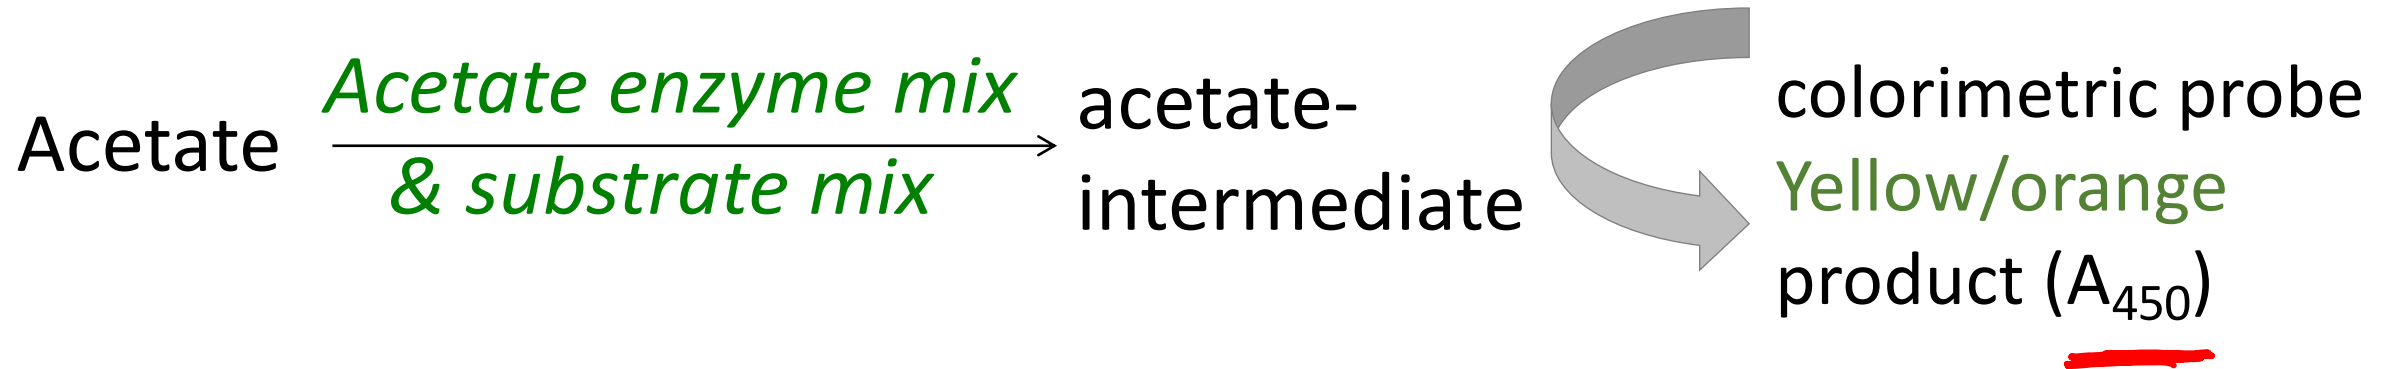 Acetate
Acetate enzyme mix
& substrate mix
acetate-
intermediate
colorimetric probe
Yellow/orange
product (A₄₅₀)